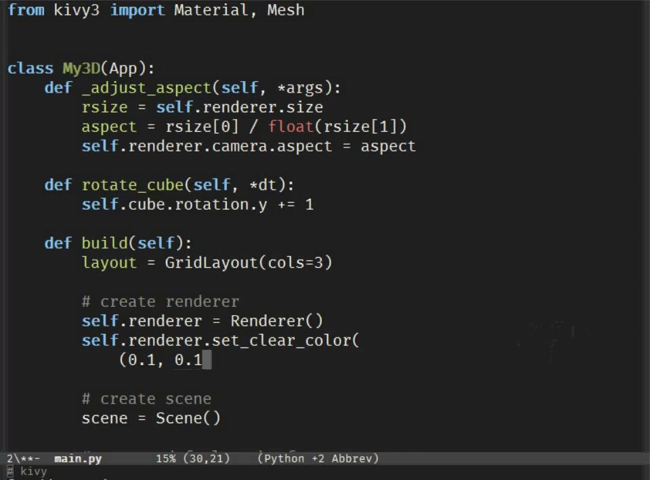 from kivy3 import Material, Mesh
class My3D(App):
def _adjust_aspect(self, *args):
rsize = self.renderer.size
aspect = rsize[0] / float(rsize[1])
self.renderer.camera.aspect = aspect
def rotate_cube(self, *dt):
self.cube.rotation.y += 1
def build(self):
layout = GridLayout(cols=3)
# create renderer
self.renderer = Renderer()
self.renderer.set_clear_color(
(0.1, 0.1
# create scene
scene = Scene()
2\**- main.py 15% (30,21) (Python +2 Abbrev)
# kivy